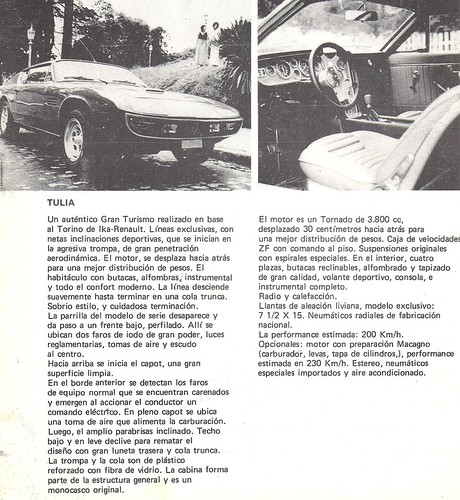 TULIA
Un auténtico Gran Turismo realizado en base
al Torino de Ika-Renault. Líneas exclusivas, con
netas inclinaciones deportivas, que se inician en
la agresiva trompa, de gran penetración
aerodinámica. El motor, se desplaza hacia atrás
para una mejor distribución de pesos. El
habitáculo con butacas, alfombras, instrumental
y todo el confort moderno. La línea desciende
suavemente hasta terminar en una cola trunca.
Sobrio estilo, y cuidadosa terminación.
La parrilla del modelo de serie desaparece y
da paso a un frente bajo, perfilado. Allí se
ubican dos faros de iodo de gran poder, luces
reglamentarias, tomas de aire y escudo
al centro.
Hacia arriba se inicia el capot, una gran
superficie limpia.
En el borde anterior se detectan los faros
de equipo normal que se encuentran carenados
y emergen al accionar el conductor un
comando eléctrico. En pleno capot se ubica
una toma de aire que alimenta la carburación.
Luego, el amplio parabrisas inclinado. Techo
bajo y en leve declive para rematar el
diseño con gran luneta trasera y cola trunca.
La trompa y la cola son de plástico
reforzado con fibra de vidrio. La cabina forma
parte de la estructura general y es un
monocasco original.
El motor es un Tornado de 3.800 cc,
desplazado 30 centímetros hacia atrás para
una mejor distribución de pesos. Caja de velocidades
ZF con comando al piso. Suspensiones originales
con espirales especiales. En el interior, cuatro
plazas, butacas reclinables, alfombrado y tapizado
de gran calidad, volante deportivo, consola, e
instrumental completo.
Radio y calefacción.
Llantas de aleación liviana, modelo exclusivo:
7 1/2 X 15. Neumáticos radiales de fabricación
nacional.
La performance estimada: 200 Km/h.
Opcionales: motor con preparación Macagno
(carburador, levas, tapa de cilindros,), performance
estimada en 230 Km/h. Estereo, neumáticos
especiales importados y aire acondicionado.